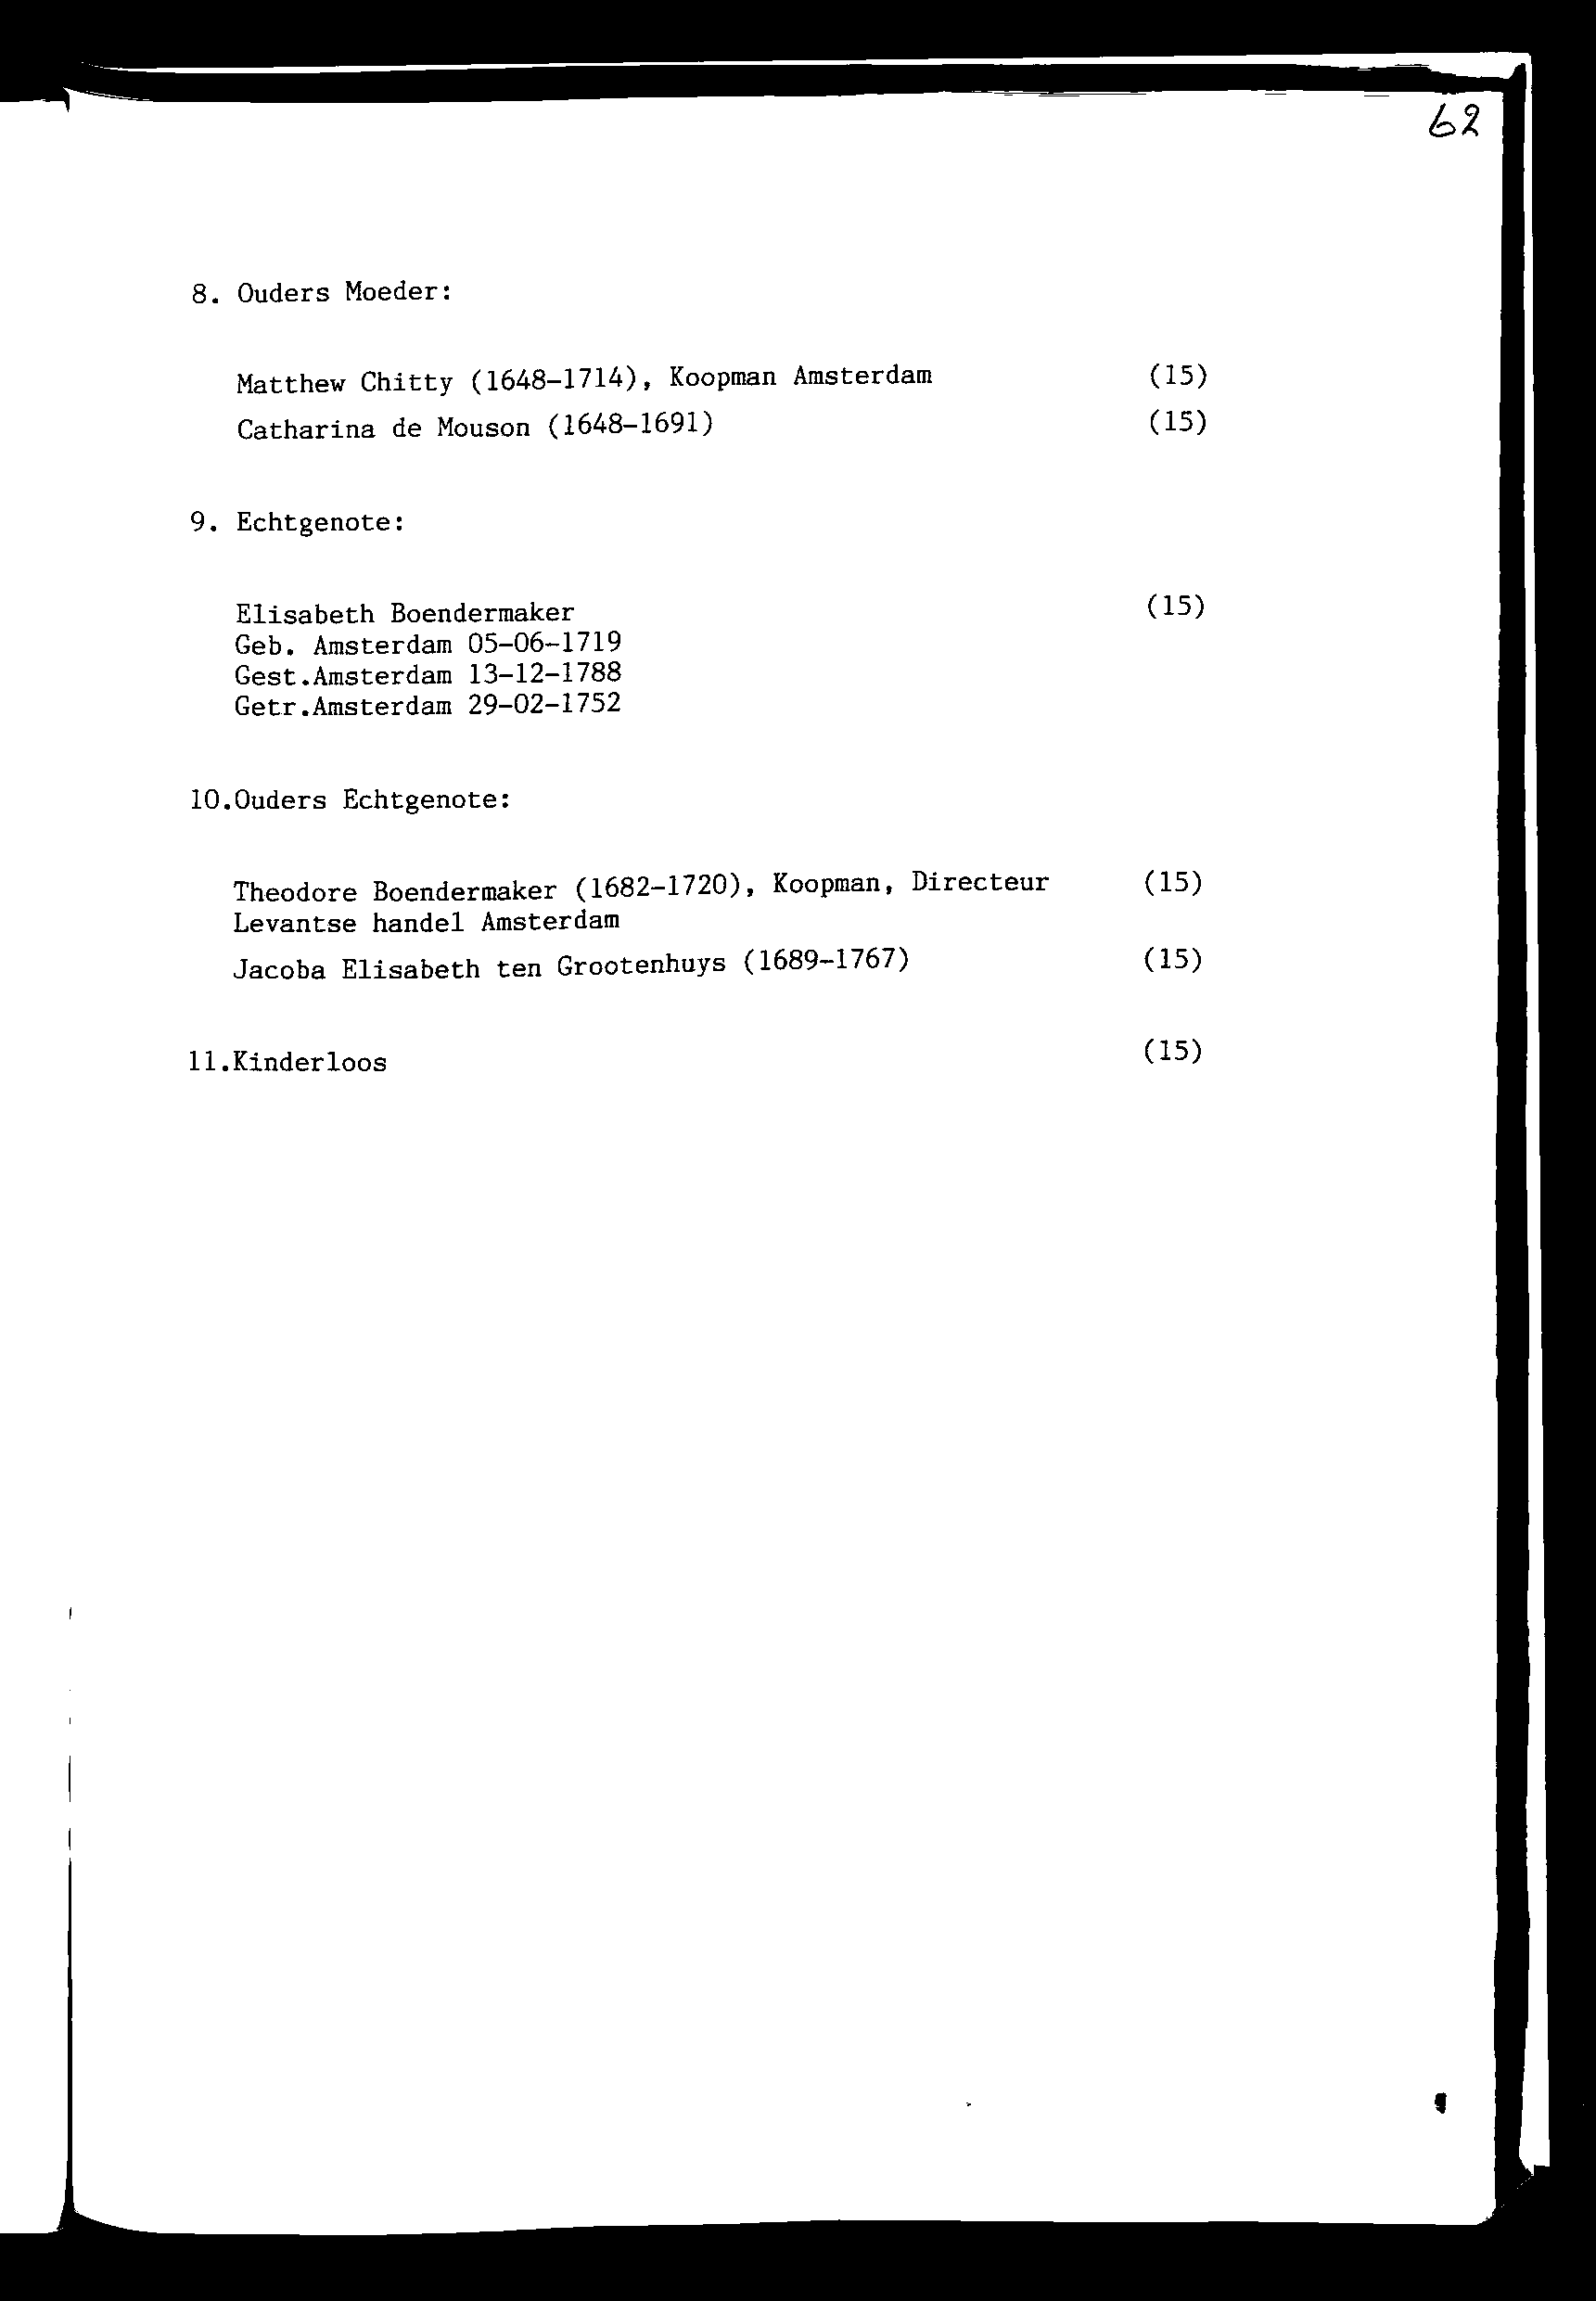 62
8. Ouders Moeder:
Matthew Chitty (1648-1714), Koopman Amsterdam (15)
Catharina de Mouson (1648-1691) (15)
9. Echtgenote:
Elisabeth Boendermaker (15)
Geb. Amsterdam 05-06-1719
Gest.Amsterdam 13-12-1788
Getr.Amsterdam 29-02-1752
10.Ouders Echtgenote:
Theodore Boendermaker (1682-1720), Koopman, Directeur (15)
Levantse handel Amsterdam
Jacoba Elisabeth ten Grootenhuys (1689-1767) (15)
11.Kinderloos (15)